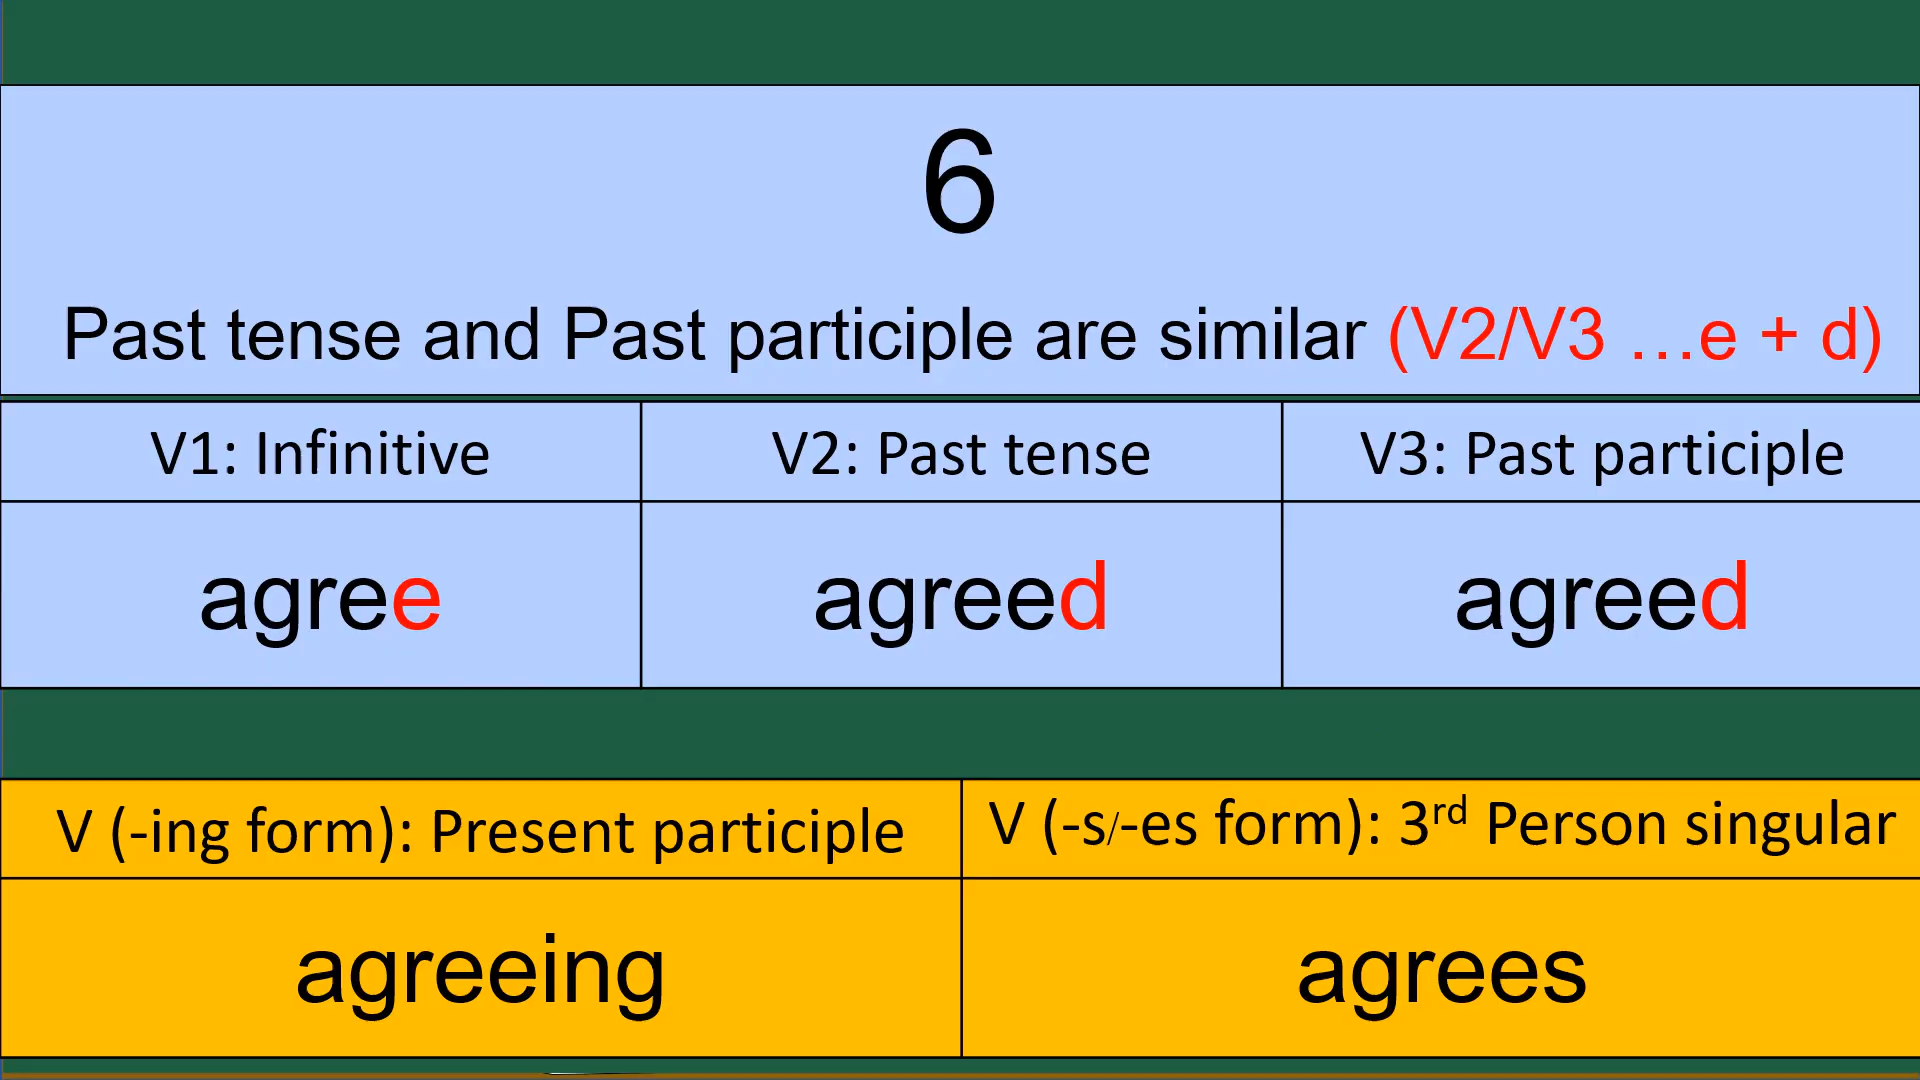 6
Past tense and Past participle are similar (V2/V3 …e + d)
V1: Infinitive
V2: Past tense
V3: Past participle
agree
agreed
agreed
V (-ing form): Present participle
V (-s/-es form): 3rd Person singular
agreeing
agrees